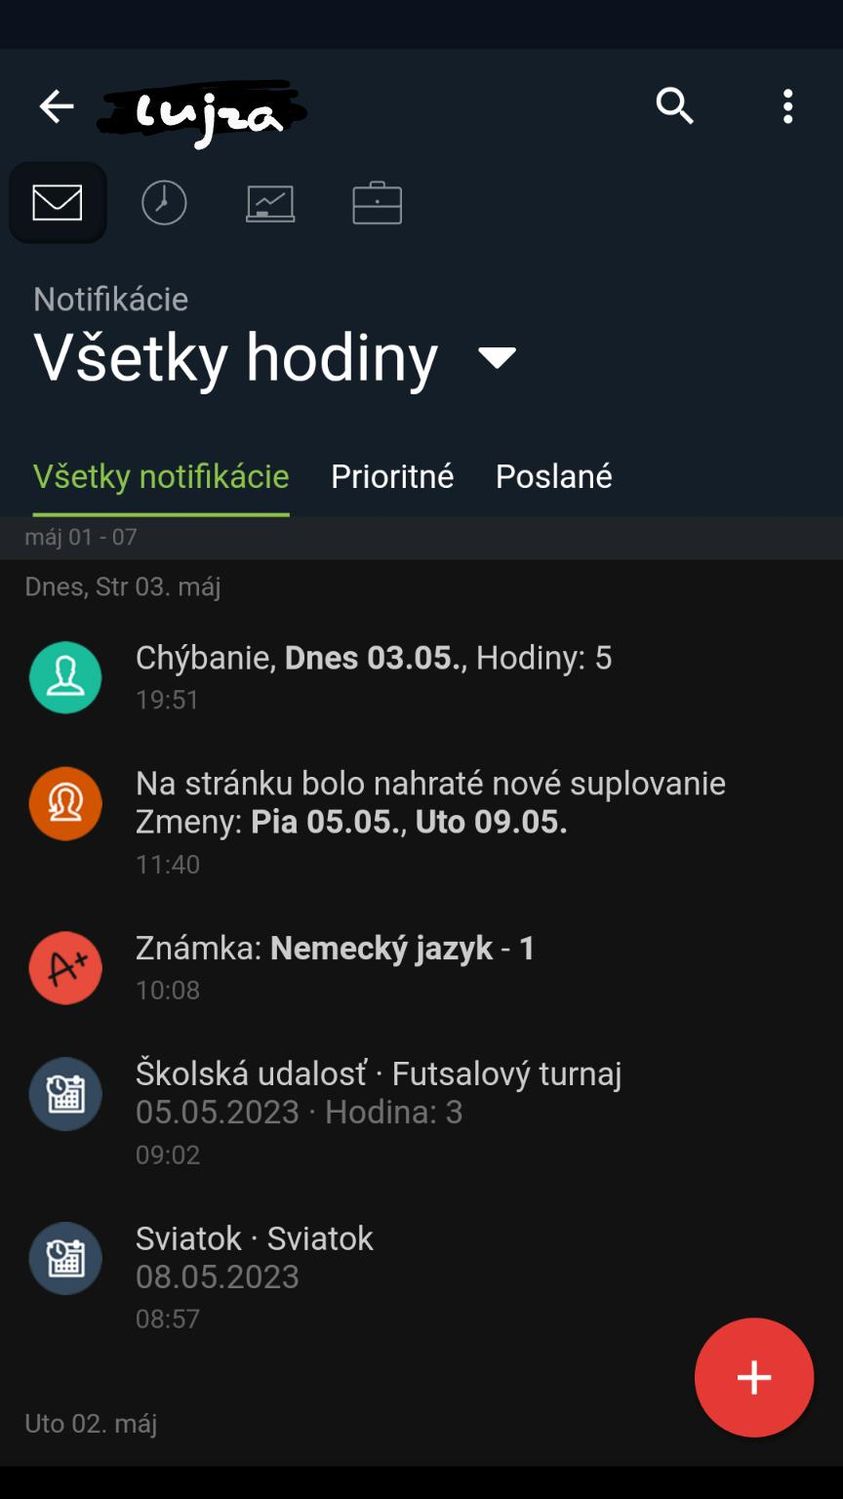 lujza
Notifikácie
Všetky hodiny
Všetky notifikácie Prioritné Poslané
máj 01 - 07
Dnes, Str 03. máj
Chýbanie, Dnes 03.05., Hodiny: 5
19:51
Na stránku bolo nahraté nové suplovanie
Zmeny: Pia 05.05., Uto 09.05.
11:40
A+
Známka: Nemecký jazyk - 1
10:08
Školská udalosť · Futsalový turnaj
05.05.2023 · Hodina: 3
09:02
Sviatok · Sviatok
08.05.2023
08:57
Uto 02. máj